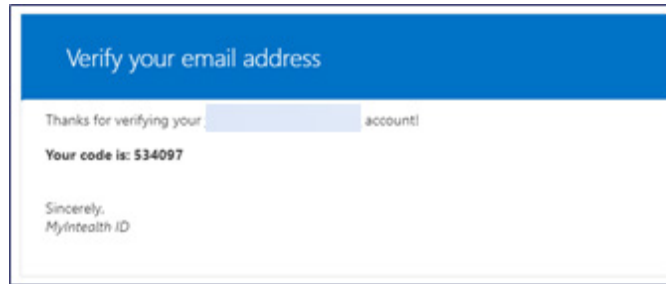 Verify your email address
Thanks for verifying your account!
Your code is: 534097
Sincerely,
MyIntealth ID